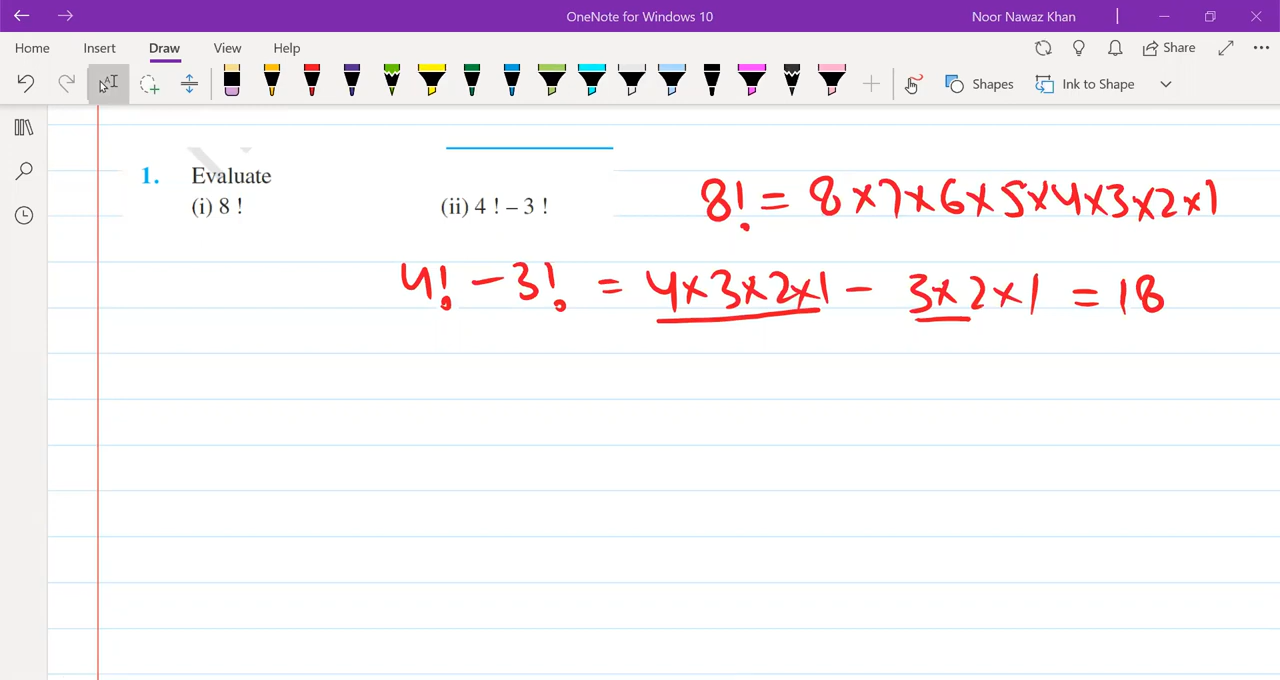 OneNote for Windows 10
Noor Nawaz Khan
Home Insert Draw View Help
Share
Shapes Ink to Shape
1. Evaluate
(i) 8 ! (ii) 4 ! – 3 !
8! = 8×7×6×5×4×3×2×1
4! – 3! = 4×3×2×1 – 3×2×1 = 18